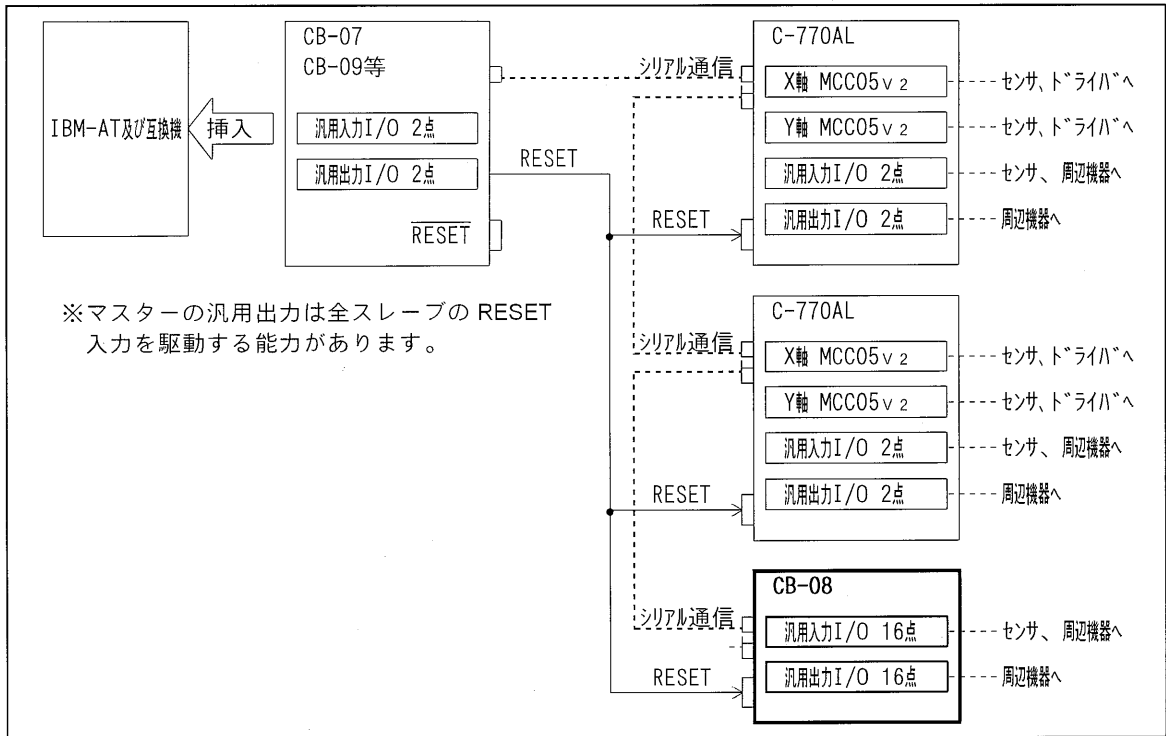 IBM-AT及び互換機
挿入
CB-07
CB-09等
汎用入力I/O 2点
汎用出力I/O 2点
RESET
RESET
※マスターの汎用出力は全スレーブの RESET
入力を駆動する能力があります。
シリアル通信
C-770AL
X軸 MCC05v2
センサ、ドライバへ
Y軸 MCC05v2
センサ、ドライバへ
汎用入力I/O 2点
センサ、周辺機器へ
RESET
汎用出力I/O 2点
周辺機器へ
シリアル通信
C-770AL
X軸 MCC05v2
センサ、ドライバへ
Y軸 MCC05v2
センサ、ドライバへ
汎用入力I/O 2点
センサ、周辺機器へ
RESET
汎用出力I/O 2点
周辺機器へ
シリアル通信
CB-08
汎用入力I/O 16点
センサ、周辺機器へ
RESET
汎用出力I/O 16点
周辺機器へ